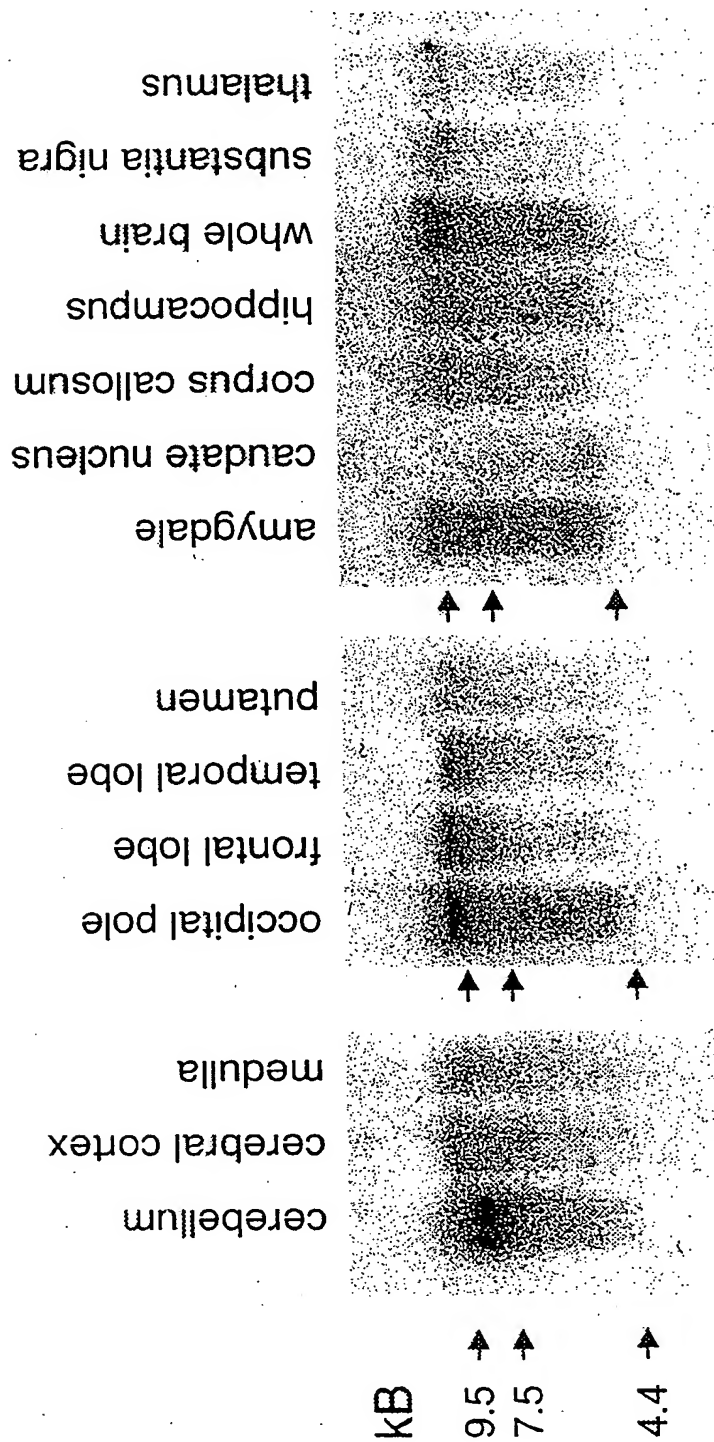 thalamus
substantia nigra
whole brain
hippocampus
corpus callosum
caudate nucleus
amygdale
putamen
temporal lobe
frontal lobe
occipital pole
medulla
cerebral cortex
cerebellum
kB
9.5
7.5
4.4